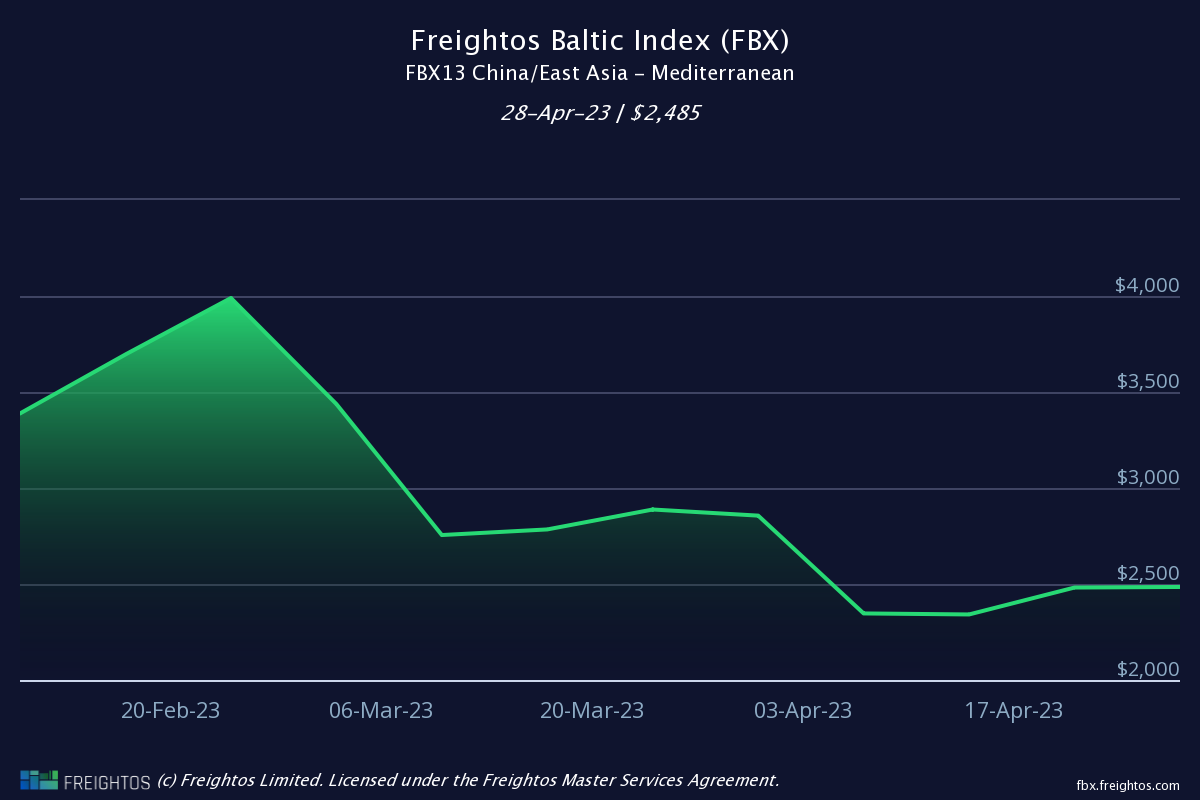 Freightos Baltic Index (FBX)
FBX13 China/East Asia – Mediterranean
28–Apr–23 | $2,485
$4,000
$3,500
$3,000
$2,500
$2,000
20-Feb-23
06-Mar-23
20-Mar-23
03-Apr-23
17-Apr-23
FREIGHTOS (c) Freightos Limited. Licensed under the Freightos Master Services Agreement.
fbx.freightos.com